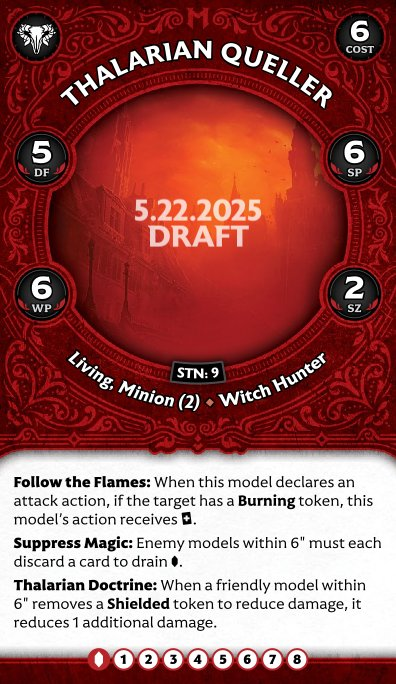 6
COST
THALARIAN QUELLER
5
DF
6
SP
5.22.2025
DRAFT
6
WP
2
SZ
STN: 9
Living, Minion (2) ♦ Witch Hunter
Follow the Flames: When this model declares an
attack action, if the target has a Burning token, this
model's action receives .
Suppress Magic: Enemy models within 6" must each
discard a card to drain .
Thalarian Doctrine: When a friendly model within
6" removes a Shielded token to reduce damage, it
reduces 1 additional damage.
1 2 3 4 5 6 7 8